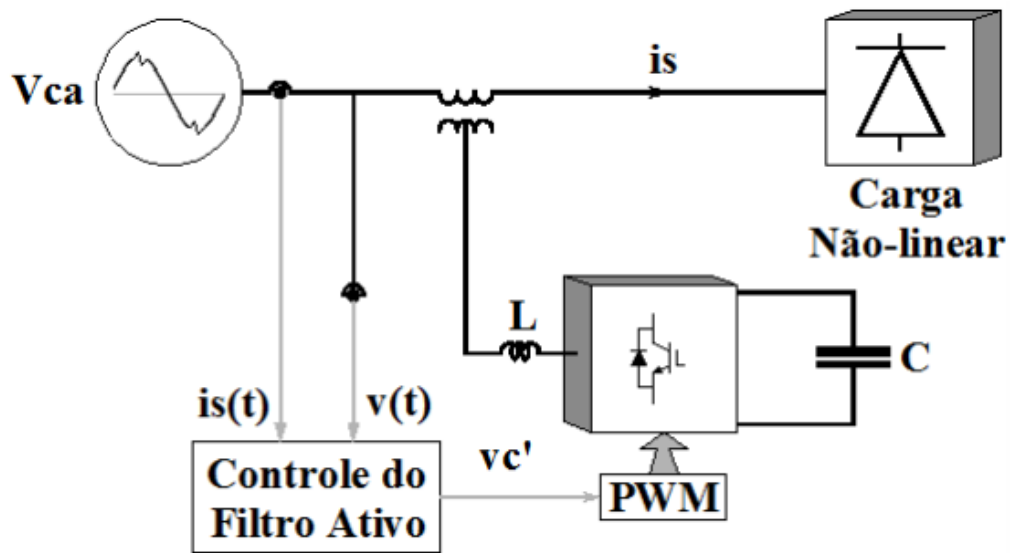 Vca
is
Carga
Não-linear
L
C
is(t)
v(t)
vc'
Controle do
Filtro Ativo
PWM